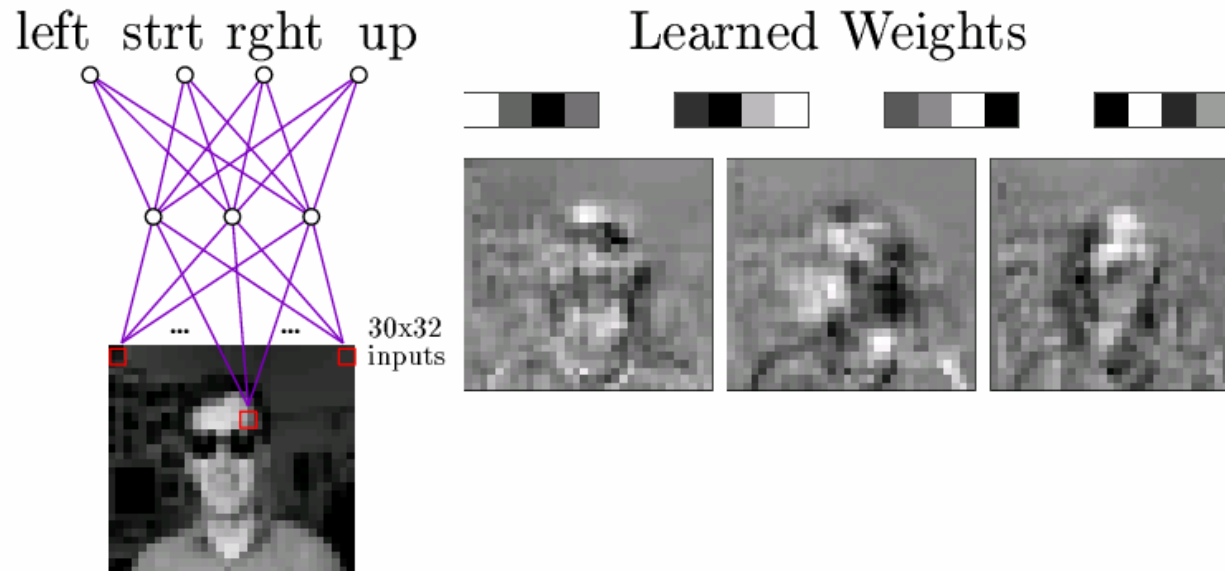 left strt rght up
Learned Weights
... ...
30x32
inputs